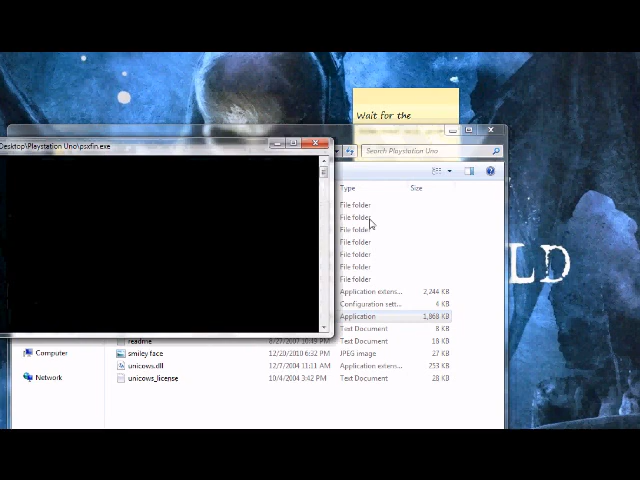 Wait for the
Desktop\Playstation Uno\psxfin.exe
Search Playstation Uno
Type Size
File folder
File folder
File folder
File folder
File folder
File folder
File folder
Application extens... 2,244 KB
Configuration sett... 4 KB
Application 1,868 KB
Text Document 8 KB
readme 8/27/2007 10:49 PM Text Document 18 KB
Computer smiley face 12/20/2010 6:32 PM JPEG image 27 KB
unicows.dll 12/7/2004 11:11 AM Application extens... 253 KB
Network unicows_license 10/4/2004 3:42 PM Text Document 28 KB
LD